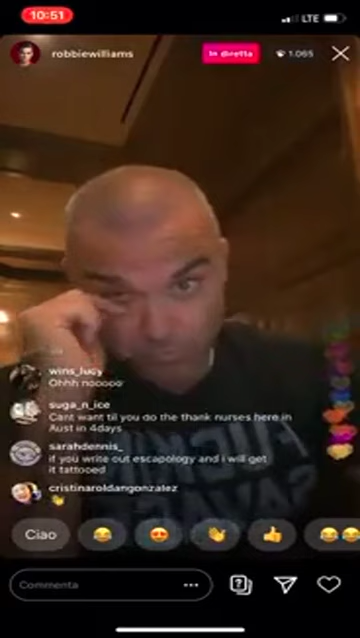 10:51
LTE
robbiewilliams
In diretta
1.065
wins_lucy
Ohhh nooooo
suga_n_ice
Cant want til you do the thank nurses here in
Aust in 4days
sarahdennis_
if you write out escapology and i will get
it tattooed
cristinaroldangonzalez
Ciao
Commenta